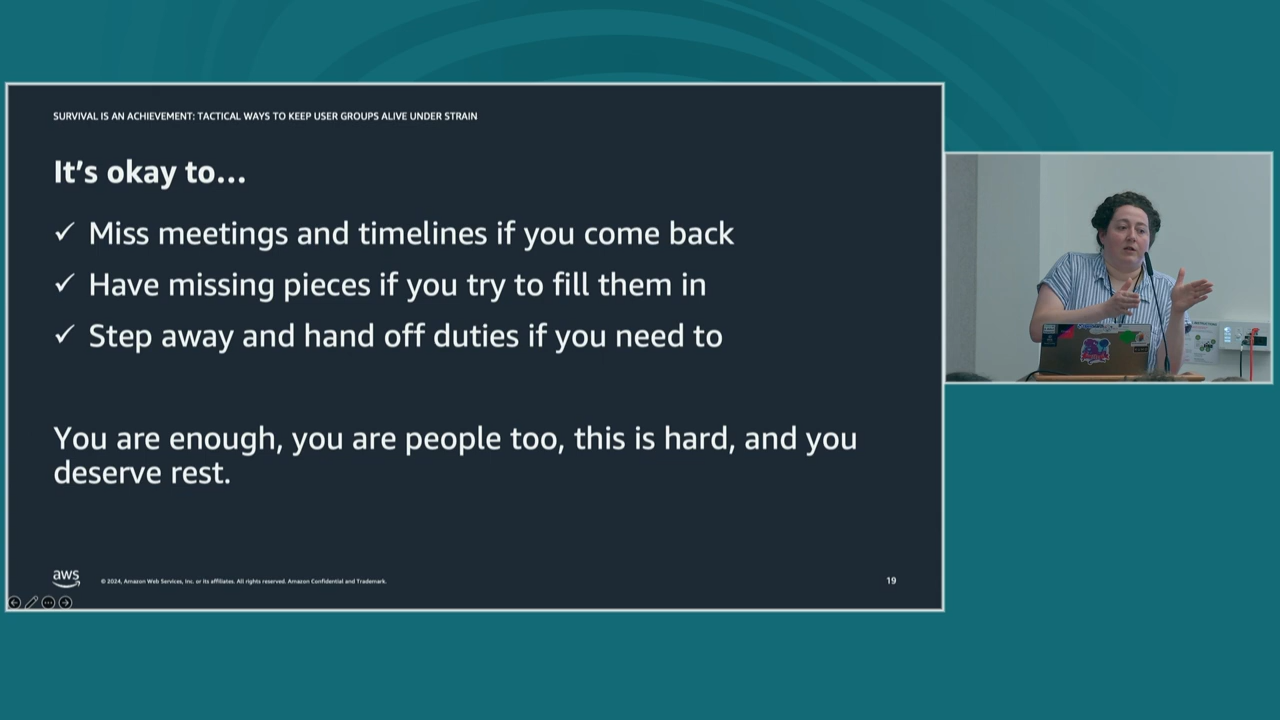 SURVIVAL IS AN ACHIEVEMENT: TACTICAL WAYS TO KEEP USER GROUPS ALIVE UNDER STRAIN
It's okay to...
✓ Miss meetings and timelines if you come back
✓ Have missing pieces if you try to fill them in
✓ Step away and hand off duties if you need to
You are enough, you are people too, this is hard, and you
deserve rest.
aws
© 2024, Amazon Web Services, Inc. or its affiliates. All rights reserved. Amazon Confidential and Trademark.
19